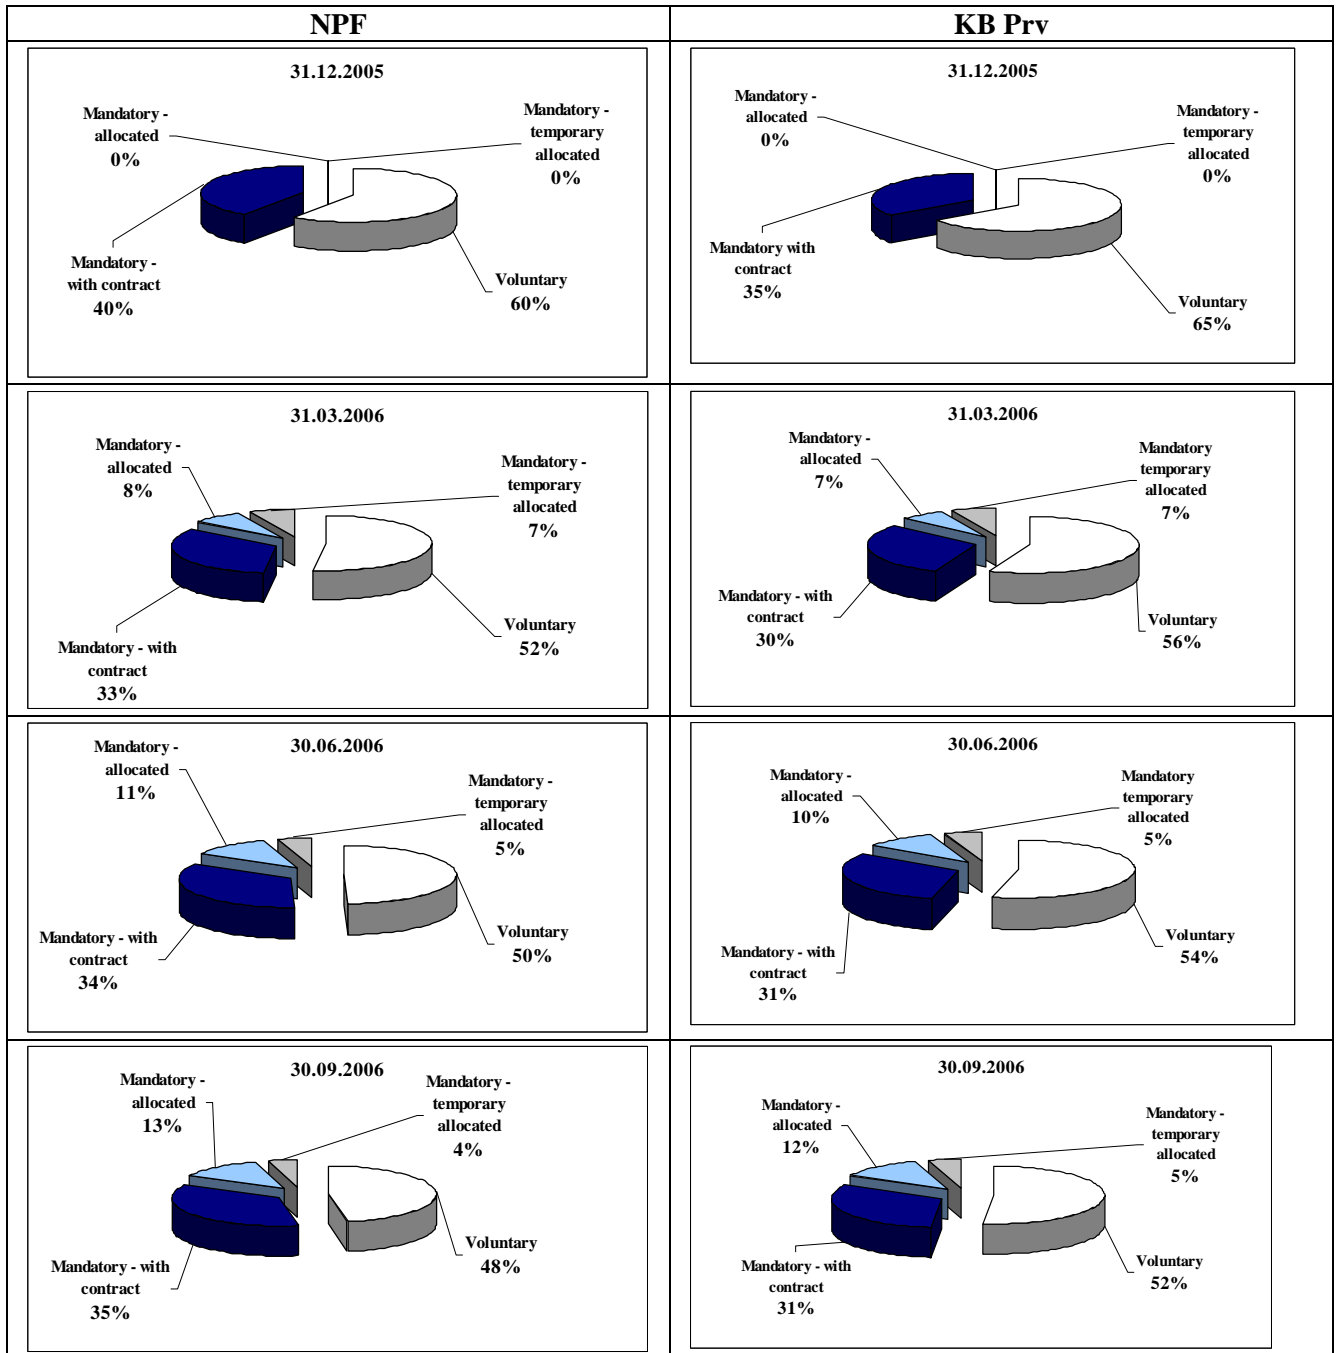 NPF
KB Prv
31.12.2005
Mandatory -
allocated
0%
Mandatory -
temporary
allocated
0%
Mandatory -
with contract
40%
Voluntary
60%
31.12.2005
Mandatory -
allocated
0%
Mandatory -
temporary
allocated
0%
Mandatory with
contract
35%
Voluntary
65%
31.03.2006
Mandatory -
allocated
8%
Mandatory -
temporary
allocated
7%
Mandatory - with
contract
33%
Voluntary
52%
31.03.2006
Mandatory -
allocated
7%
Mandatory
temporary
allocated
7%
Mandatory - with
contract
30%
Voluntary
56%
30.06.2006
Mandatory -
allocated
11%
Mandatory -
temporary
allocated
5%
Mandatory - with
contract
34%
Voluntary
50%
30.06.2006
Mandatory -
allocated
10%
Mandatory
temporary
allocated
5%
Mandatory - with
contract
31%
Voluntary
54%
30.09.2006
Mandatory -
allocated
13%
Mandatory -
temporary
allocated
4%
Mandatory - with
contract
35%
Voluntary
48%
30.09.2006
Mandatory -
allocated
12%
Mandatory -
temporary
allocated
5%
Mandatory - with
contract
31%
Voluntary
52%